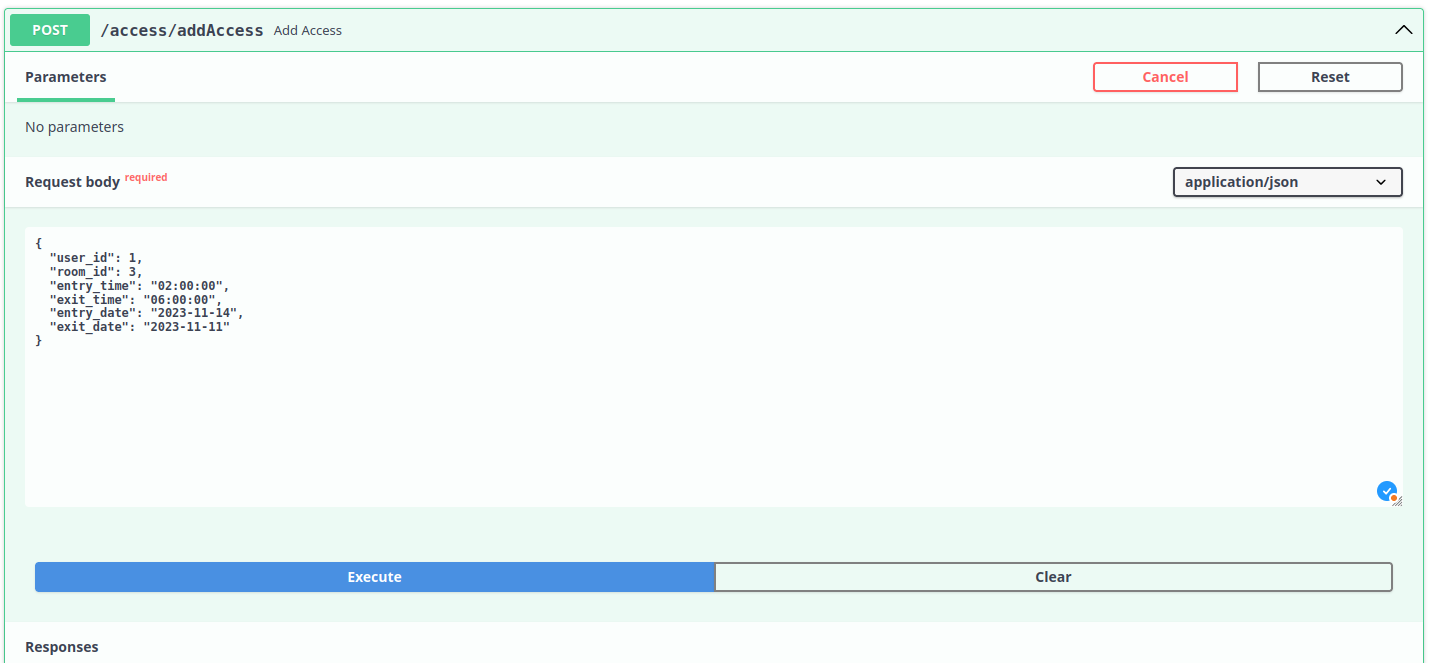 POST /access/addAccess Add Access
Parameters Cancel Reset
No parameters
Request body required application/json
{
  "user_id": 1,
  "room_id": 3,
  "entry_time": "02:00:00",
  "exit_time": "06:00:00",
  "entry_date": "2023-11-14",
  "exit_date": "2023-11-11"
}
Execute Clear
Responses